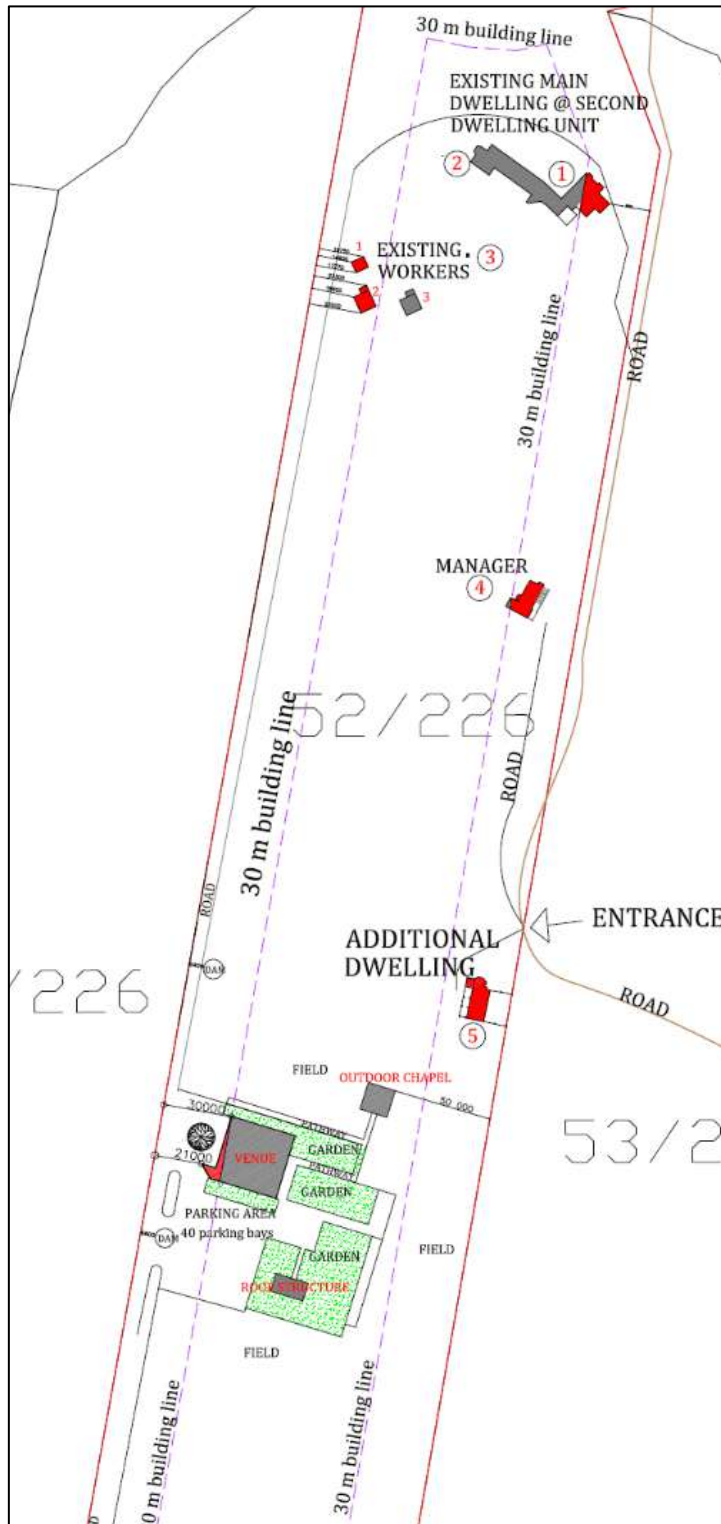 30 m building line
EXISTING MAIN
DWELLING @ SECOND
DWELLING UNIT
2
1
1
EXISTING.
WORKERS
3
2
3
30 m building line
ROAD
MANAGER
4
52/226
30 m building line
ROAD
ROAD
ADDITIONAL
DWELLING
ENTRANCE
DAM
/226
ROAD
5
FIELD
OUTDOOR CHAPEL
50 000
30000
PATHWAY
GARDEN
53/2
VENUE
21000
PATHWAY
GARDEN
PARKING AREA
40 parking bays
DAM
GARDEN
FIELD
ROOF STRUCTURE
FIELD
0 m building line
30 m building line